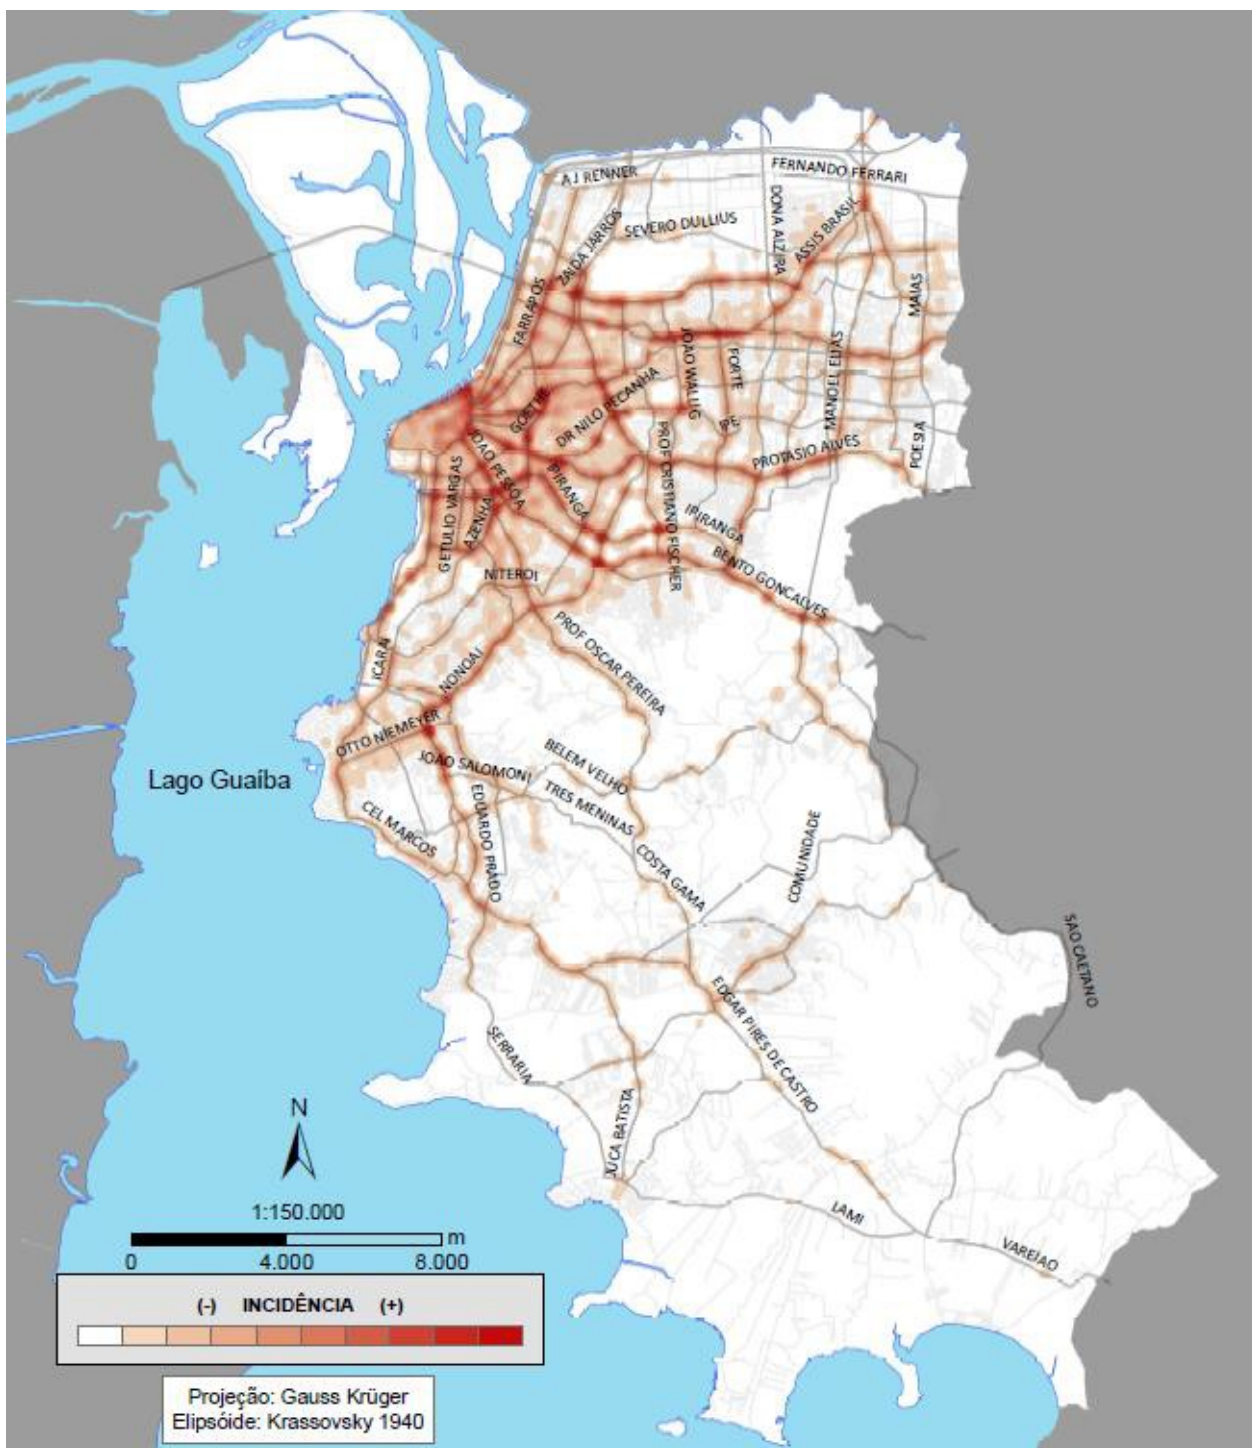 FERNANDO FERRARI
A J RENNER
DONA ALZIRA
ASSIS BRASIL
SEVERO DULLIUS
ZAIDA JARROS
FARRAPOS
MAIAS
JOAO WALLIG
FORTE
MANOEL ELIAS
GOETHE
DR NILO PECANHA
IPE
POESIA
PROTASIO ALVES
JOAO PESSOA
IPIRANGA
PROF CRISTIANO FISCHER
GETULIO VARGAS
AZENHA
IPIRANGA
BENTO GONCALVES
NITEROI
PROF OSCAR PEREIRA
ICARAI
NONOAI
OTTO NIEMEYER
JOAO SALOMONI
BELEM VELHO
Lago Guaíba
TRES MENINAS
EDUARDO PRADO
CEL MARCOS
COSTA GAMA
COMUNIDADE
SAO CAETANO
EDGAR PIRES DE CASTRO
SERRARIA
JUCA BATISTA
N
LAMI
VAREJAO
1:150.000
m
0 4.000 8.000
(-) INCIDÊNCIA (+)
Projeção: Gauss Krüger
Elipsóide: Krassovsky 1940